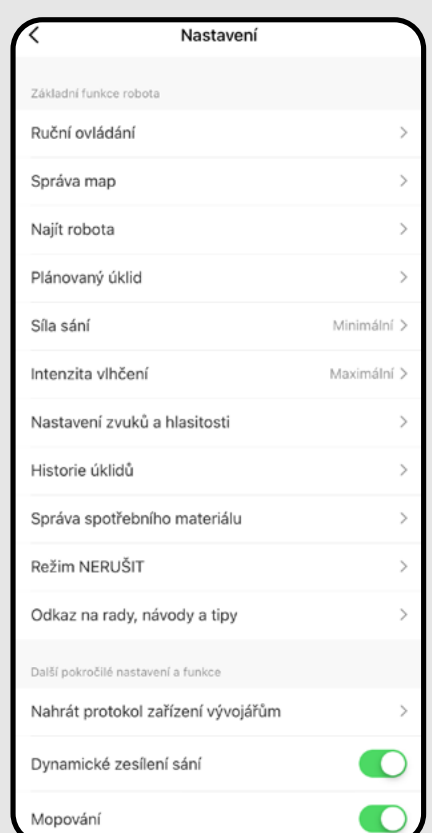 Nastavení
Základní funkce robota
Ruční ovládání
Správa map
Najít robota
Plánovaný úklid
Síla sání Minimální
Intenzita vlhčení Maximální
Nastavení zvuků a hlasitosti
Historie úklidů
Správa spotřebního materiálu
Režim NERUŠIT
Odkaz na rady, návody a tipy
Další pokročilé nastavení a funkce
Nahrát protokol zařízení vývojářům
Dynamické zesílení sání
Mopování